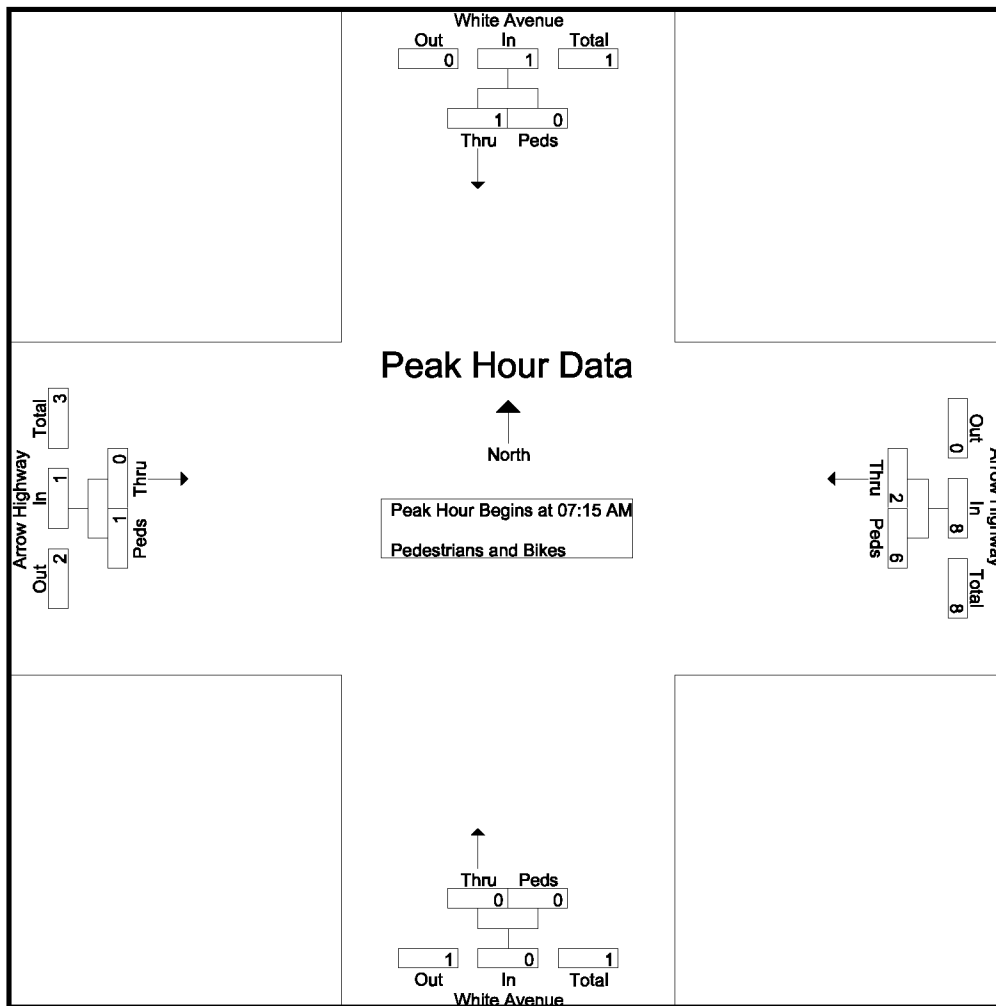 White Avenue
Out In Total
0 1 1
1 0
Thru Peds
Peak Hour Data
North
Peak Hour Begins at 07:15 AM
Pedestrians and Bikes
Arrow Highway
Total In Out
3 1 2
0 1
Thru Peds
Arrow Highway
Out In Total
0 8 8
2 6
Thru Peds
Thru Peds
0 0
1 0 1
Out In Total
White Avenue